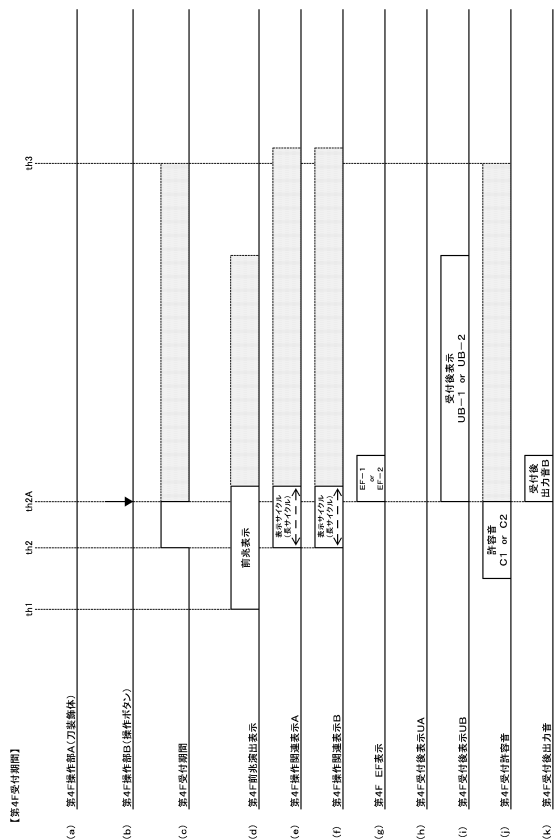 【第4F受付期間】
th1
th2
th2A
th3
(a) 第4F操作部A(刀装飾体)
(b) 第4F操作部B(操作ボタン)
(c) 第4F受付期間
(d) 第4F前兆演出表示
前兆表示
(e) 第4F操作関連表示A
表示サイクル
(長サイクル)
(f) 第4F操作関連表示B
表示サイクル
(長サイクル)
(g) 第4F EF表示
EF-1
or
EF-2
(h) 第4F受付後表示UA
(i) 第4F受付後表示UB
受付後表示
UB-1 or UB-2
(j) 第4F受付許容音
許容音
C1 or C2
(k) 第4F受付後出力音
受付後
出力音B